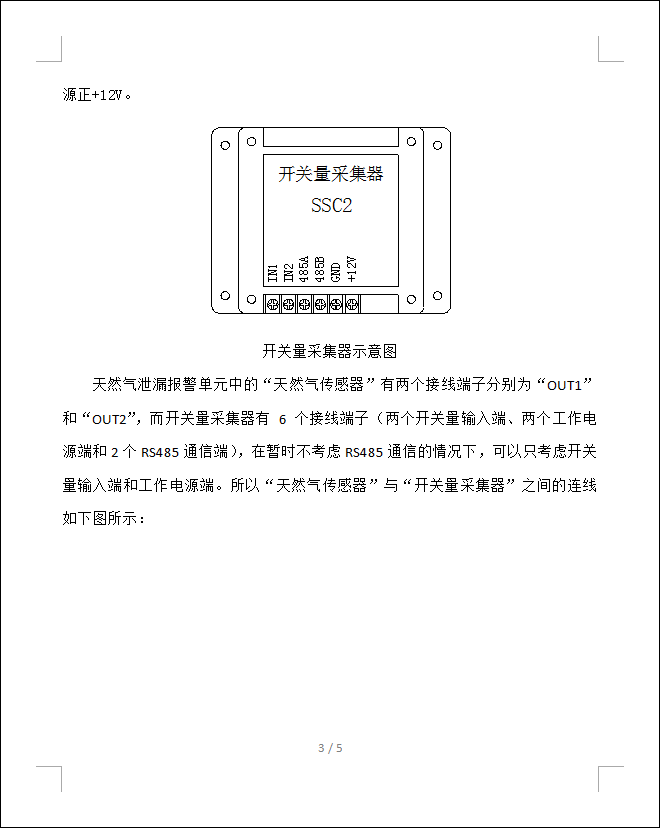 源正+12V。
开关量采集器
SSC2
IN1
IN2
485A
485B
GND
+12V
开关量采集器示意图
天然气泄漏报警单元中的“天然气传感器”有两个接线端子分别为“OUT1”
和“OUT2”，而开关量采集器有 6 个接线端子（两个开关量输入端、两个工作电
源端和 2 个 RS485 通信端），在暂时不考虑 RS485 通信的情况下，可以只考虑开关
量输入端和工作电源端。所以“天然气传感器”与“开关量采集器”之间的连线
如下图所示：
3 / 5